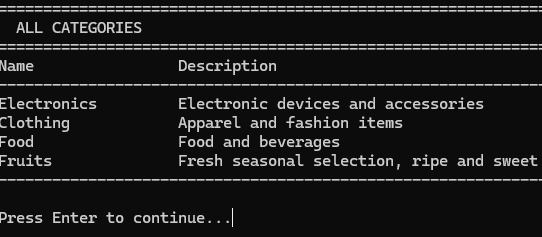 ============================================================
ALL CATEGORIES
============================================================
Name Description
------------------------------------------------------------
Electronics Electronic devices and accessories
Clothing Apparel and fashion items
Food Food and beverages
Fruits Fresh seasonal selection, ripe and sweet
------------------------------------------------------------
Press Enter to continue...